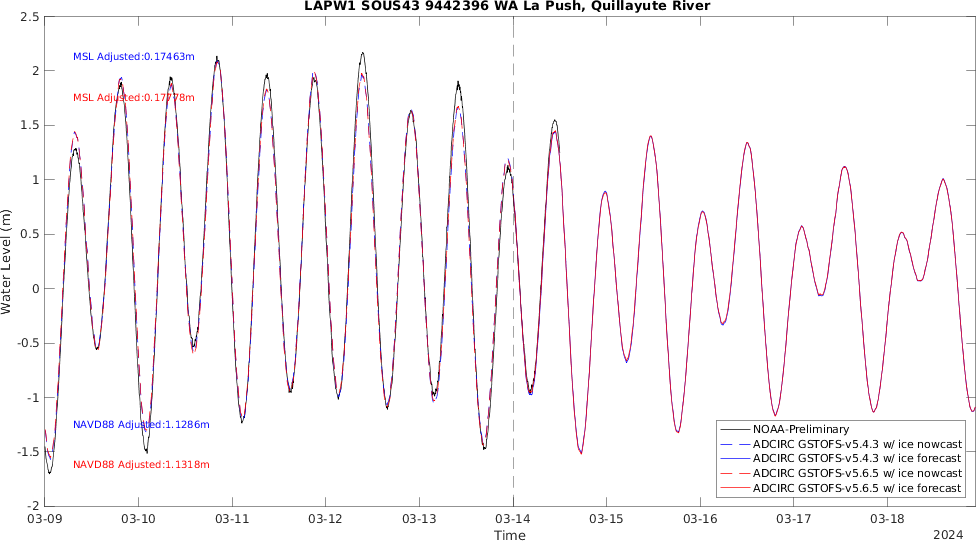 LAPW1 SOUS43 9442396 WA La Push, Quillayute River
2.5
2
1.5
1
0.5
0
-0.5
-1
-1.5
-2
Water Level (m)
MSL Adjusted:0.17463m
MSL Adjusted:0.17778m
NAVD88 Adjusted:1.1286m
NAVD88 Adjusted:1.1318m
NOAA-Preliminary
ADCIRC GSTOFS-v5.4.3 w/ ice nowcast
ADCIRC GSTOFS-v5.4.3 w/ ice forecast
ADCIRC GSTOFS-v5.6.5 w/ ice nowcast
ADCIRC GSTOFS-v5.6.5 w/ ice forecast
03-09 03-10 03-11 03-12 03-13 03-14 03-15 03-16 03-17 03-18
Time
2024